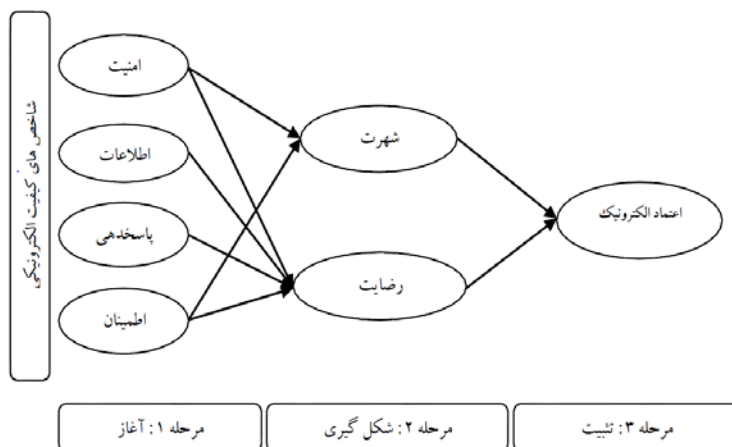 شاخص های کیفیت الکترونیکی
امنیت
اطلاعات
پاسخدهی
اطمینان
شهرت
رضایت
اعتماد الکترونیک
مرحله ۱: آغاز
مرحله ۲: شکل گیری
مرحله ۳: تثبیت